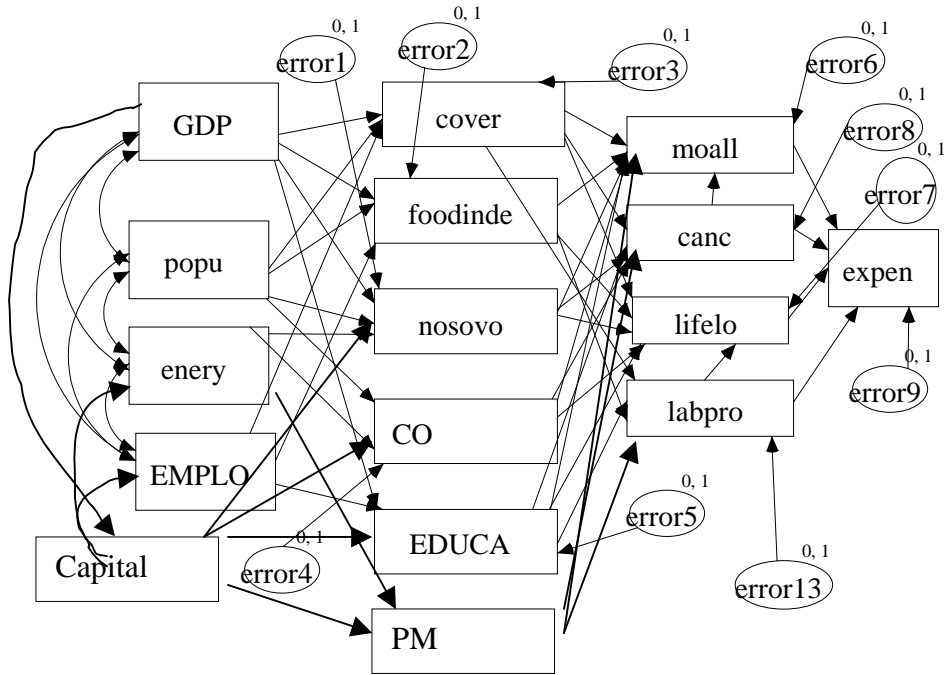 0, 1
error1
0, 1
error2
0, 1
error3
0, 1
error6
0, 1
error8
0, 1
error7
GDP
cover
moall
popu
foodinde
canc
expen
enery
nosovo
lifelo
0, 1
error9
EMPLO
CO
labpro
Capital
0, 1
error4
EDUCA
0, 1
error5
0, 1
error13
PM